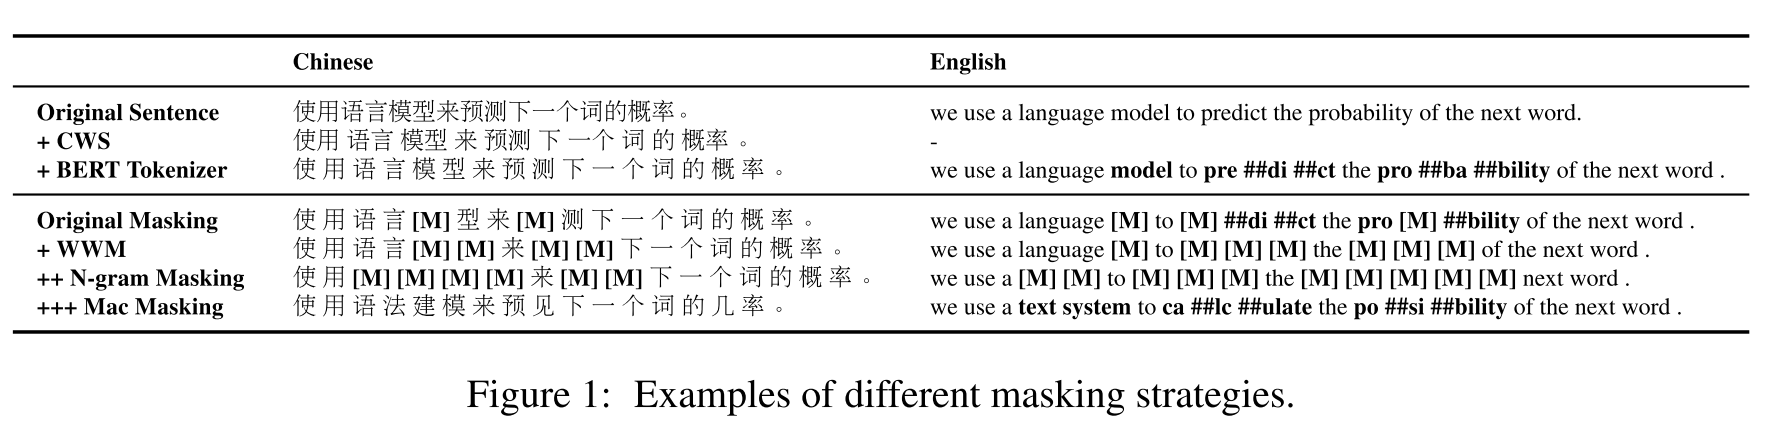 Chinese English
Original Sentence 使用语言模型来预测下一个词的概率。 we use a language model to predict the probability of the next word.
+ CWS 使用 语言 模型 来 预测 下 一个 词 的 概率 。 -
+ BERT Tokenizer 使 用 语 言 模 型 来 预 测 下 一 个 词 的 概 率 。 we use a language model to pre ##di ##ct the pro ##ba ##bility of the next word .
Original Masking 使 用 语 言 [M] 型 来 [M] 测 下 一 个 词 的 概 率 。 we use a language [M] to [M] ##di ##ct the pro [M] ##bility of the next word .
+ WWM 使 用 语 言 [M] [M] 来 [M] [M] 下 一 个 词 的 概 率 。 we use a language [M] to [M] [M] [M] the [M] [M] [M] of the next word .
++ N-gram Masking 使 用 [M] [M] [M] [M] 来 [M] [M] 下 一 个 词 的 概 率 。 we use a [M] [M] to [M] [M] [M] the [M] [M] [M] [M] [M] next word .
+++ Mac Masking 使 用 语 法 建 模 来 预 见 下 一 个 词 的 几 率 。 we use a text system to ca ##lc ##ulate the po ##si ##bility of the next word .
Figure 1: Examples of different masking strategies.